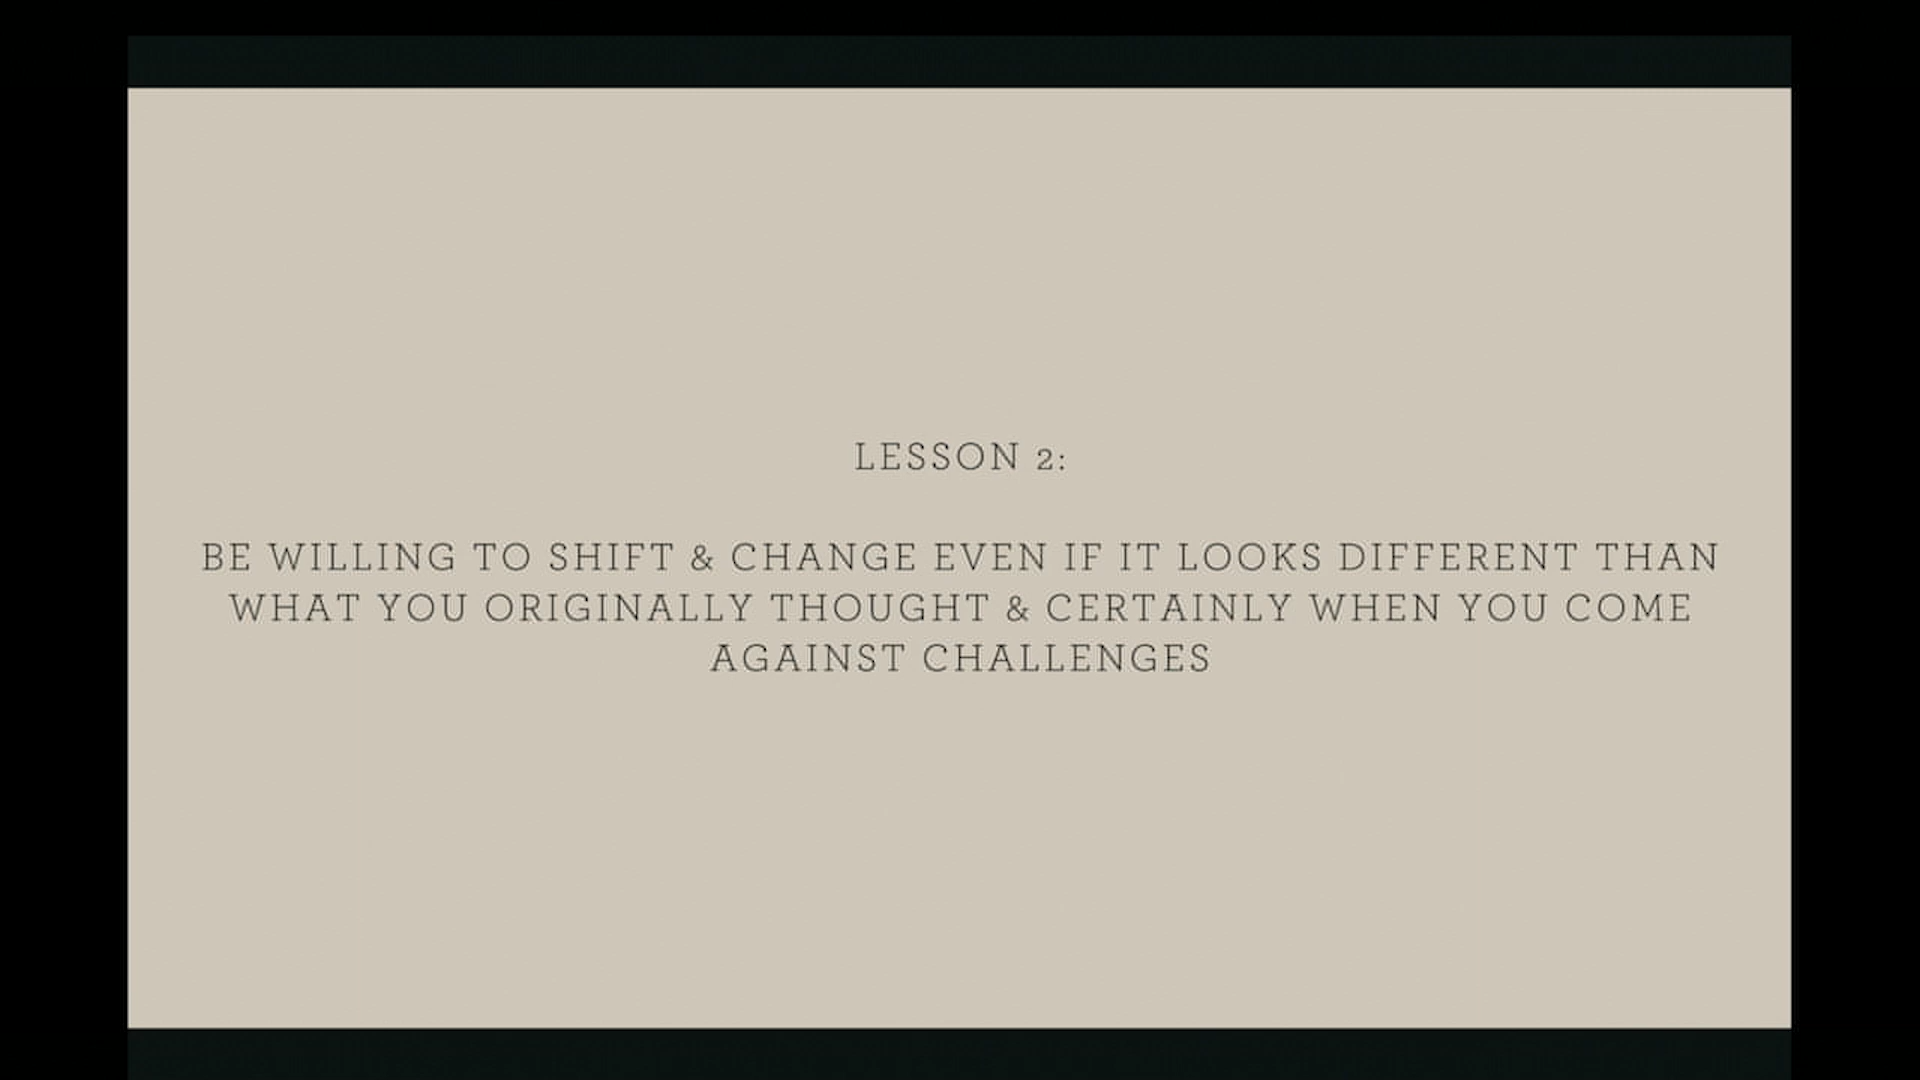 LESSON 2:
BE WILLING TO SHIFT & CHANGE EVEN IF IT LOOKS DIFFERENT THAN
WHAT YOU ORIGINALLY THOUGHT & CERTAINLY WHEN YOU COME
AGAINST CHALLENGES